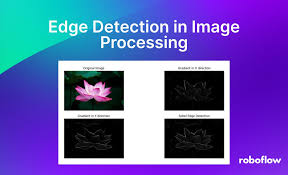 Edge Detection in Image
Processing
Original Image
Gradient in X direction
Gradient in Y direction
Sobel Edge Detection
roboflow